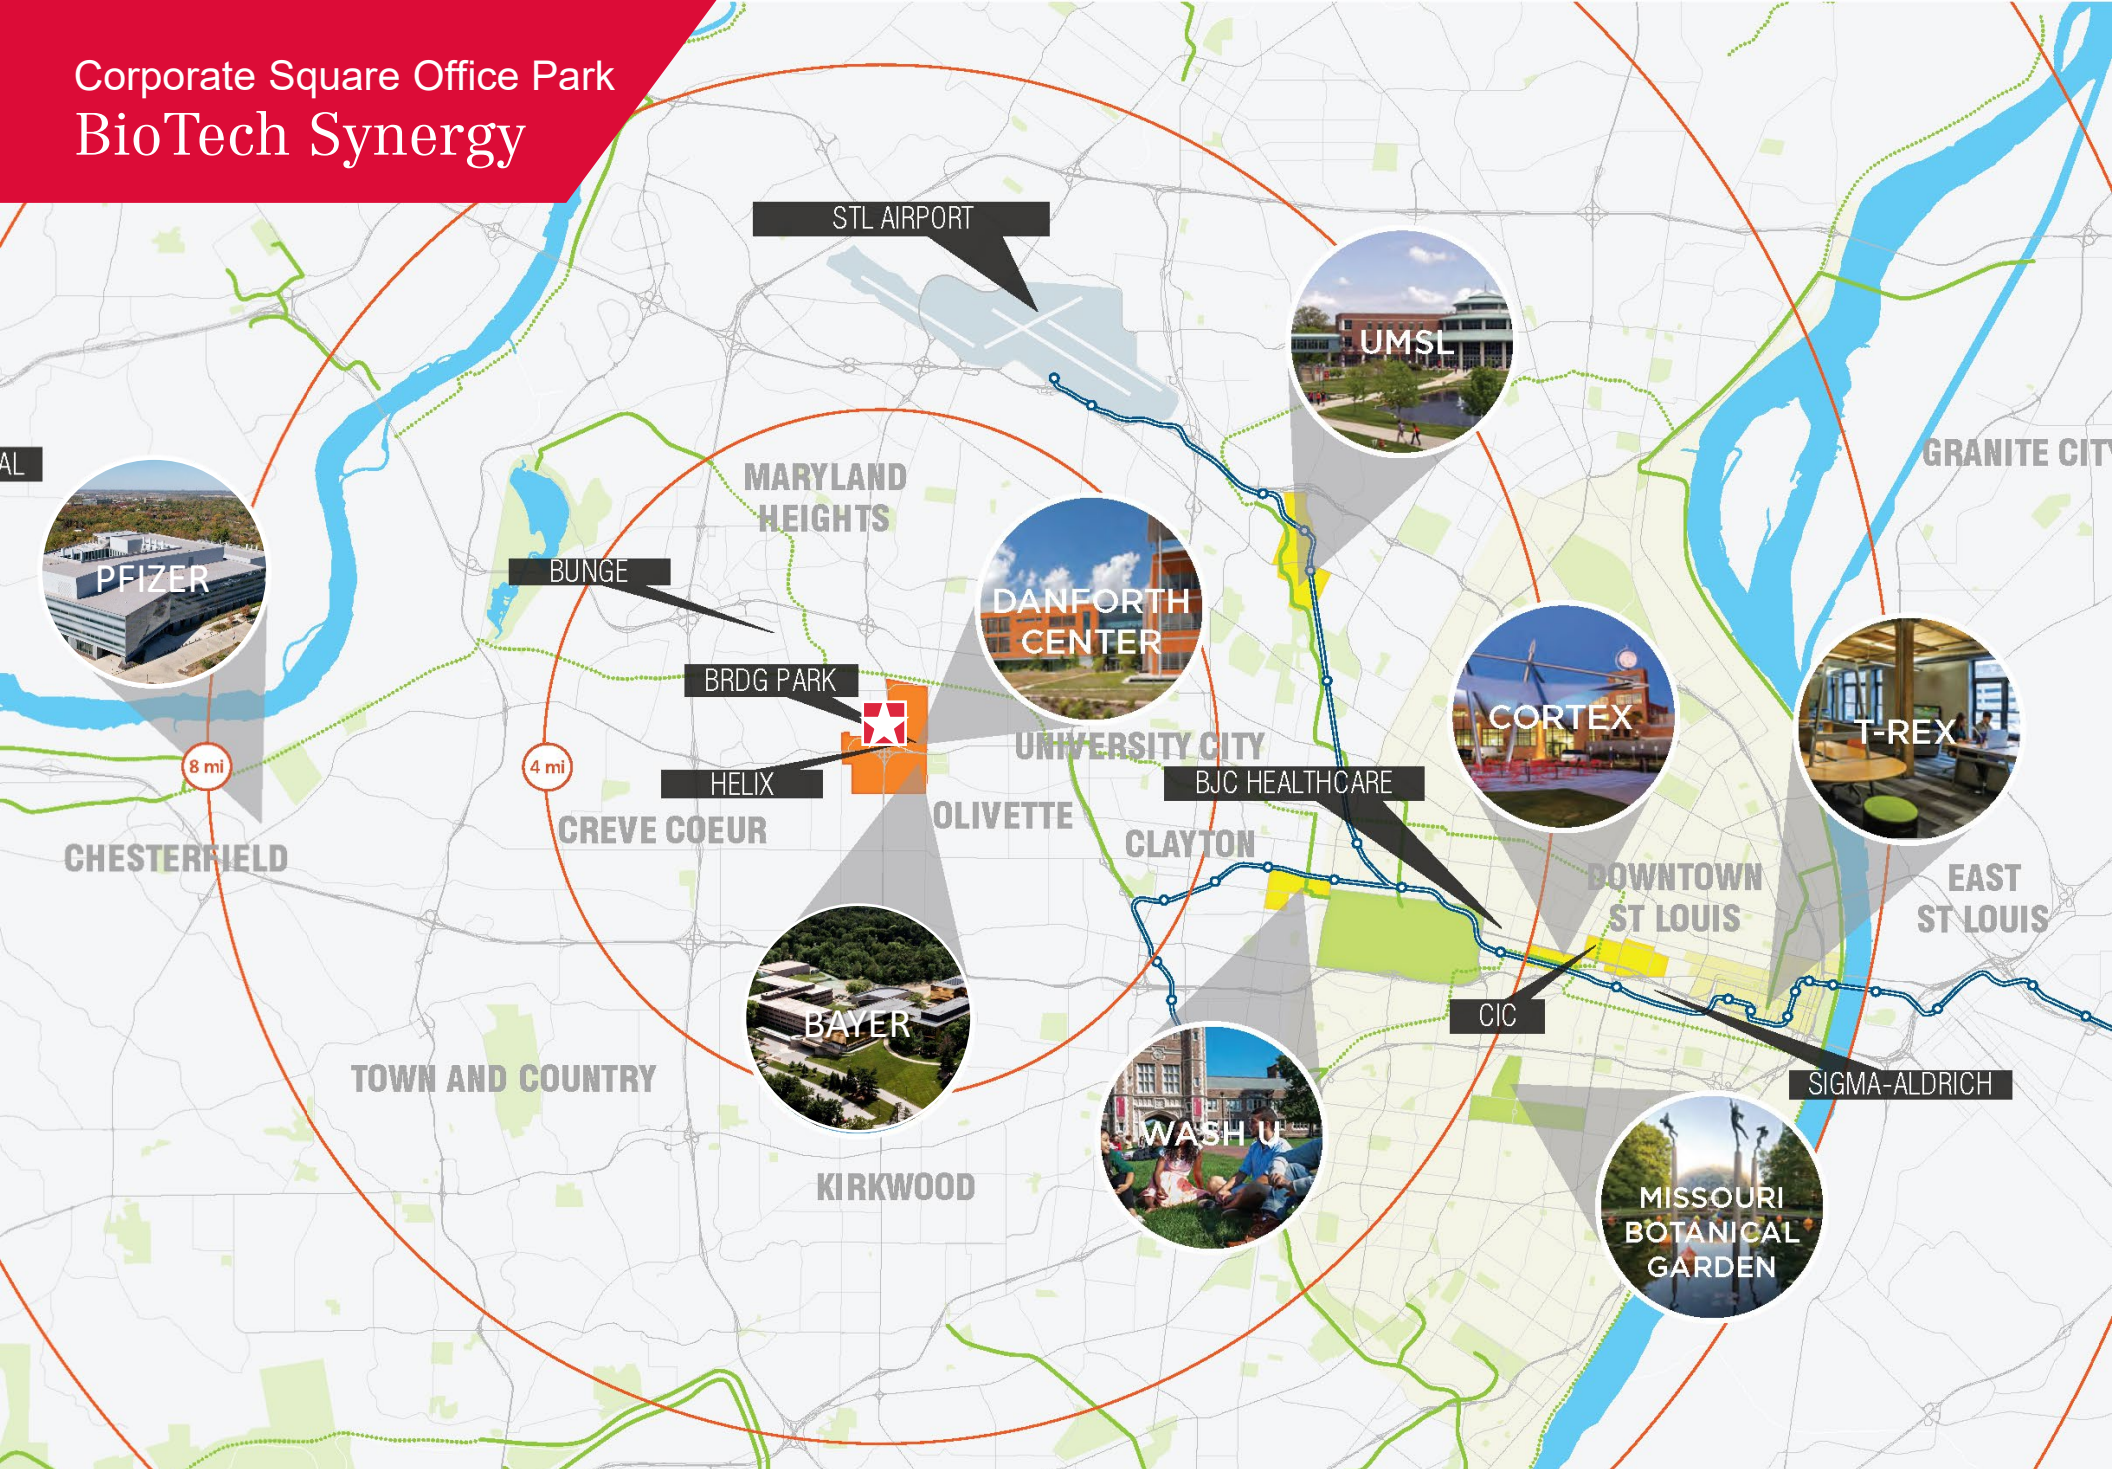 Corporate Square Office Park
BioTech Synergy
STL AIRPORT
UMSL
GRANITE CITY
AL
MARYLAND
HEIGHTS
PFIZER
BUNGE
DANFORTH
CENTER
BRDG PARK
CORTEX
T-REX
UNIVERSITY CITY
8 mi
4 mi
HELIX
BJC HEALTHCARE
OLIVETTE
CREVE COEUR
CLAYTON
CHESTERFIELD
DOWNTOWN
ST LOUIS
EAST
ST LOUIS
BAYER
CIC
TOWN AND COUNTRY
SIGMA-ALDRICH
WASH U
KIRKWOOD
MISSOURI
BOTANICAL
GARDEN